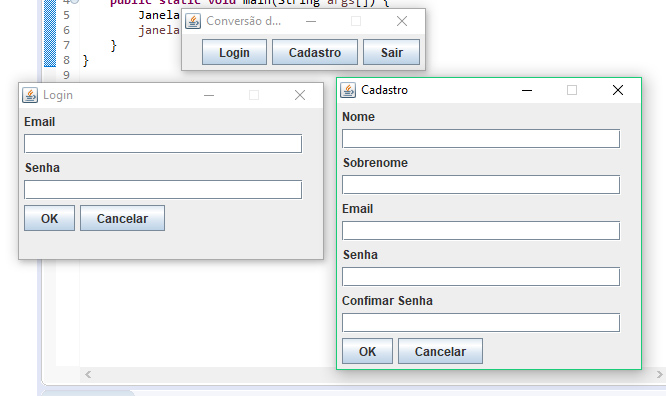 4 public static void main(String args[]) {
5 Janela
6 janela
7 }
8 }
9
Conversão d...
Login Cadastro Sair
Login
Email
Senha
OK Cancelar
Cadastro
Nome
Sobrenome
Email
Senha
Confimar Senha
OK Cancelar